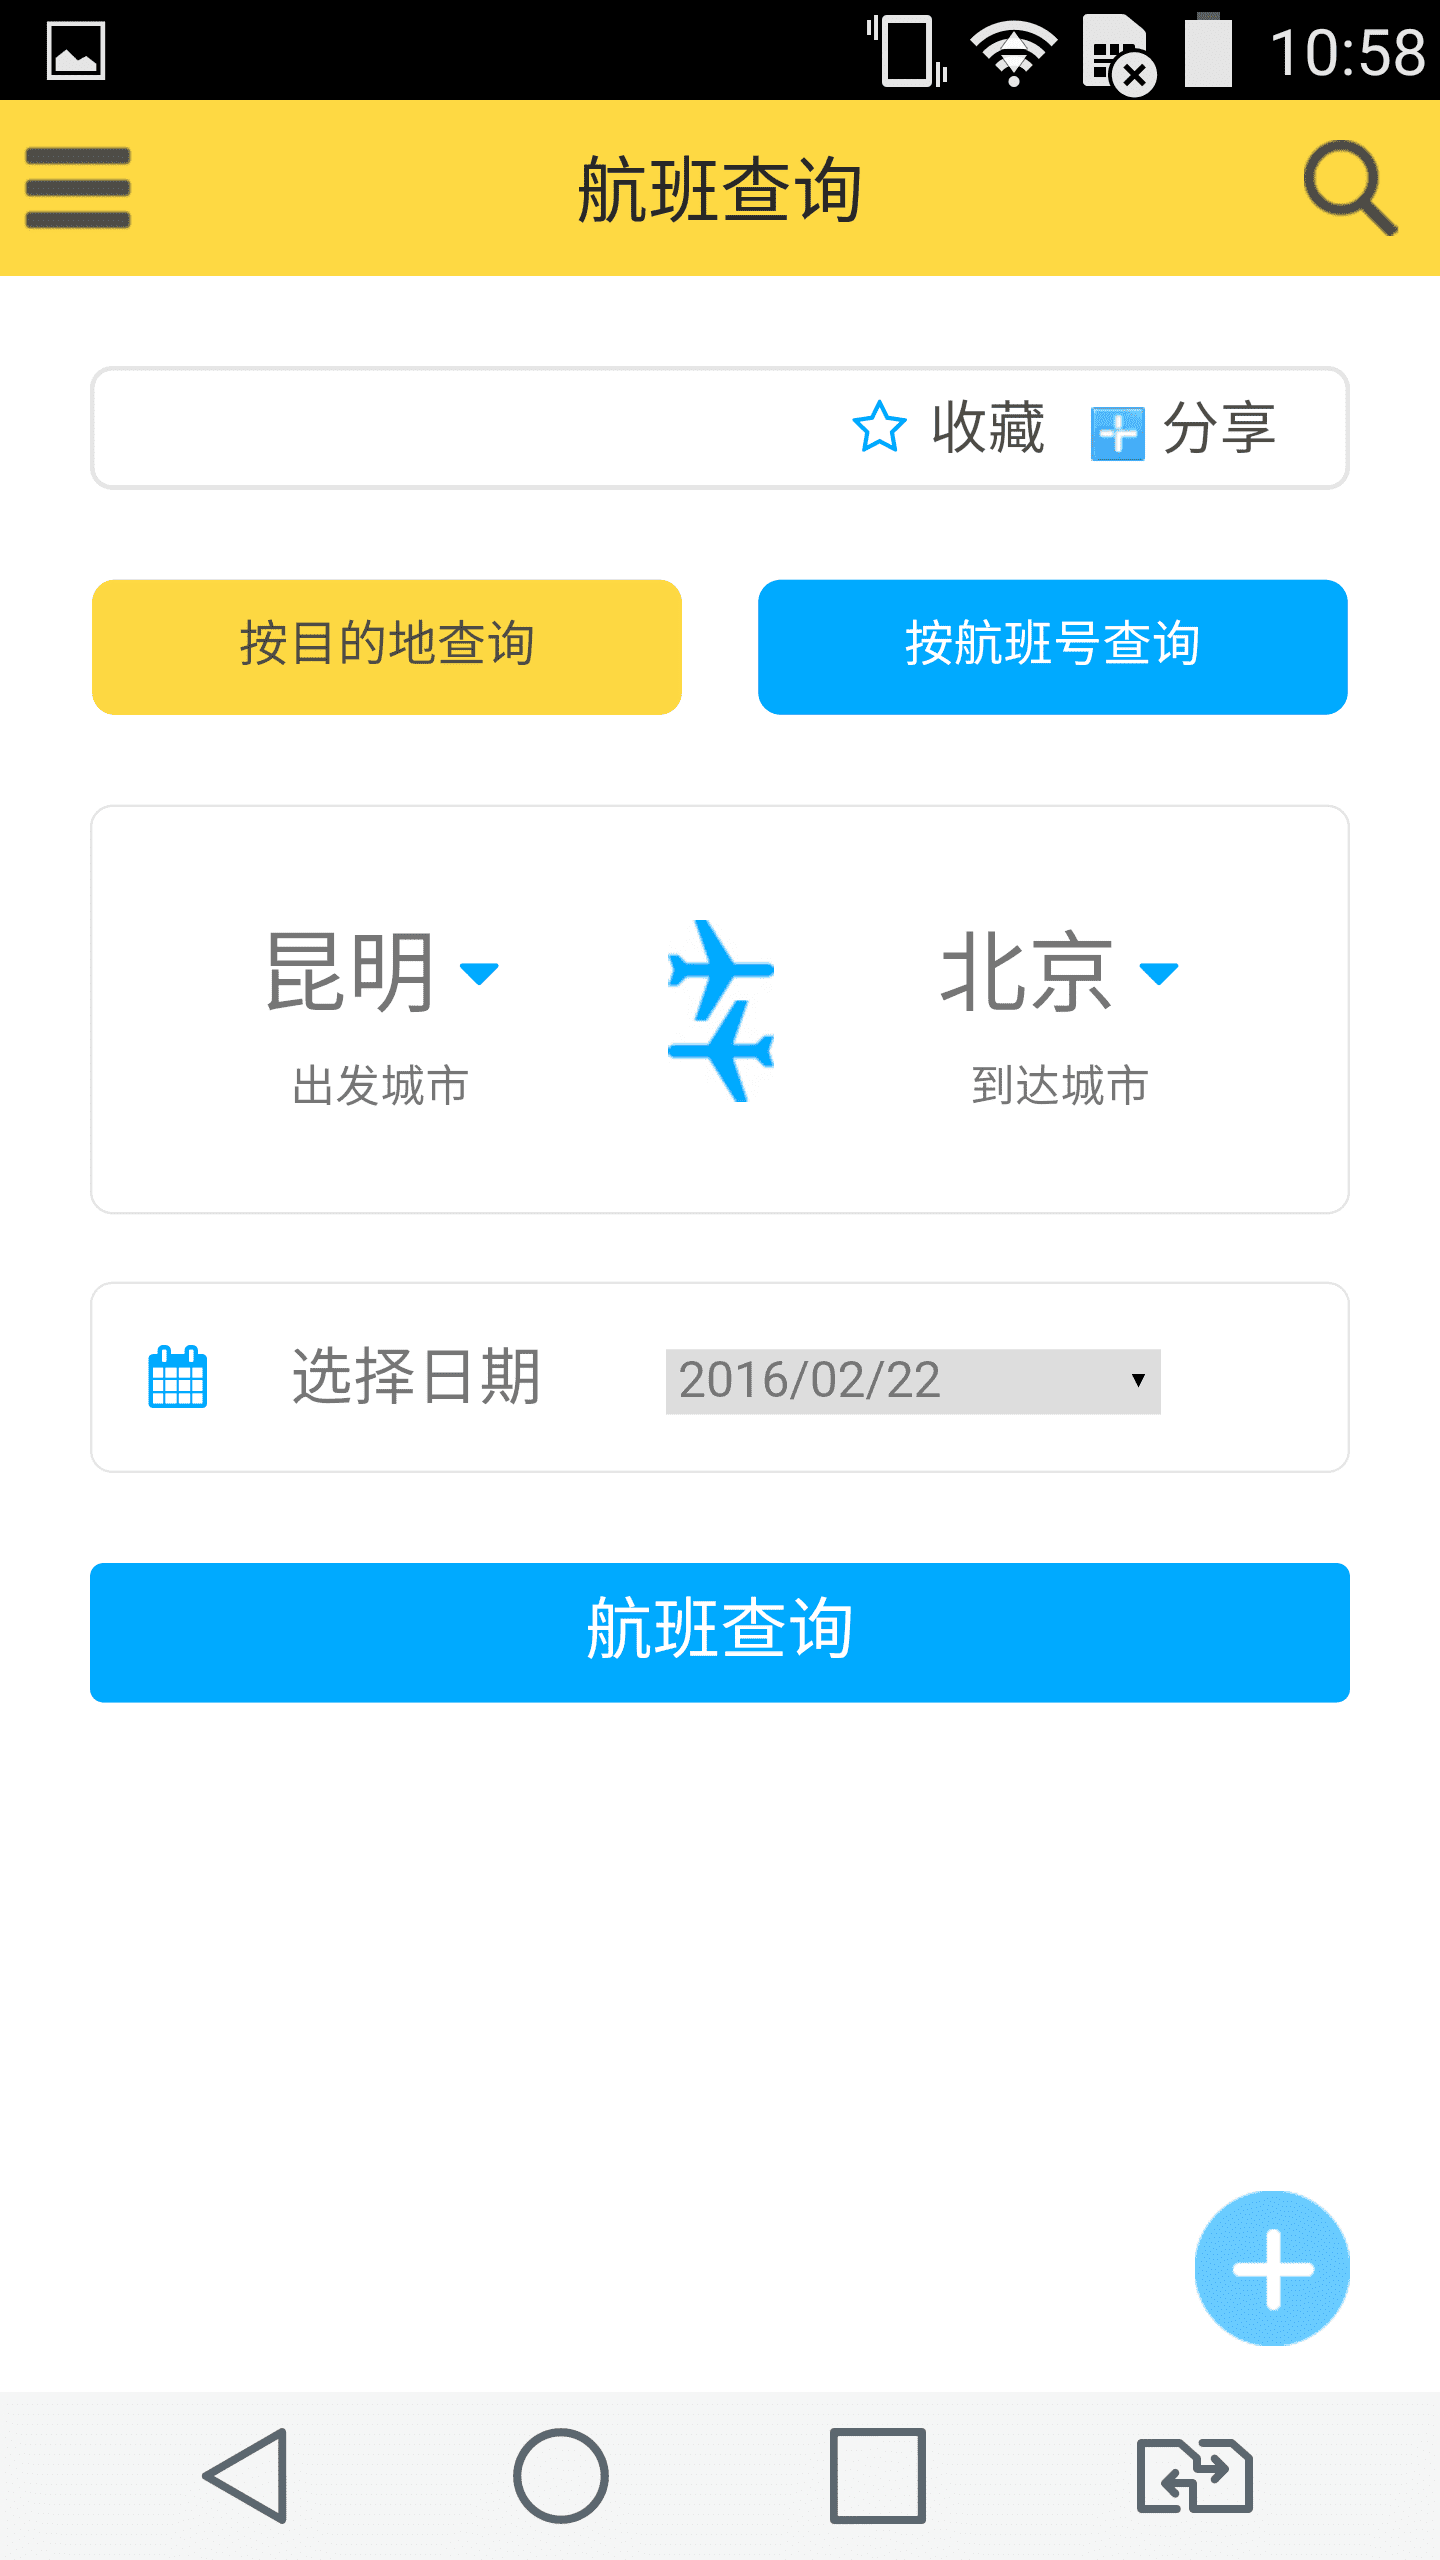 10:58
航班查询
收藏 分享
按目的地查询 按航班号查询
昆明 北京
出发城市 到达城市
选择日期 2016/02/22
航班查询